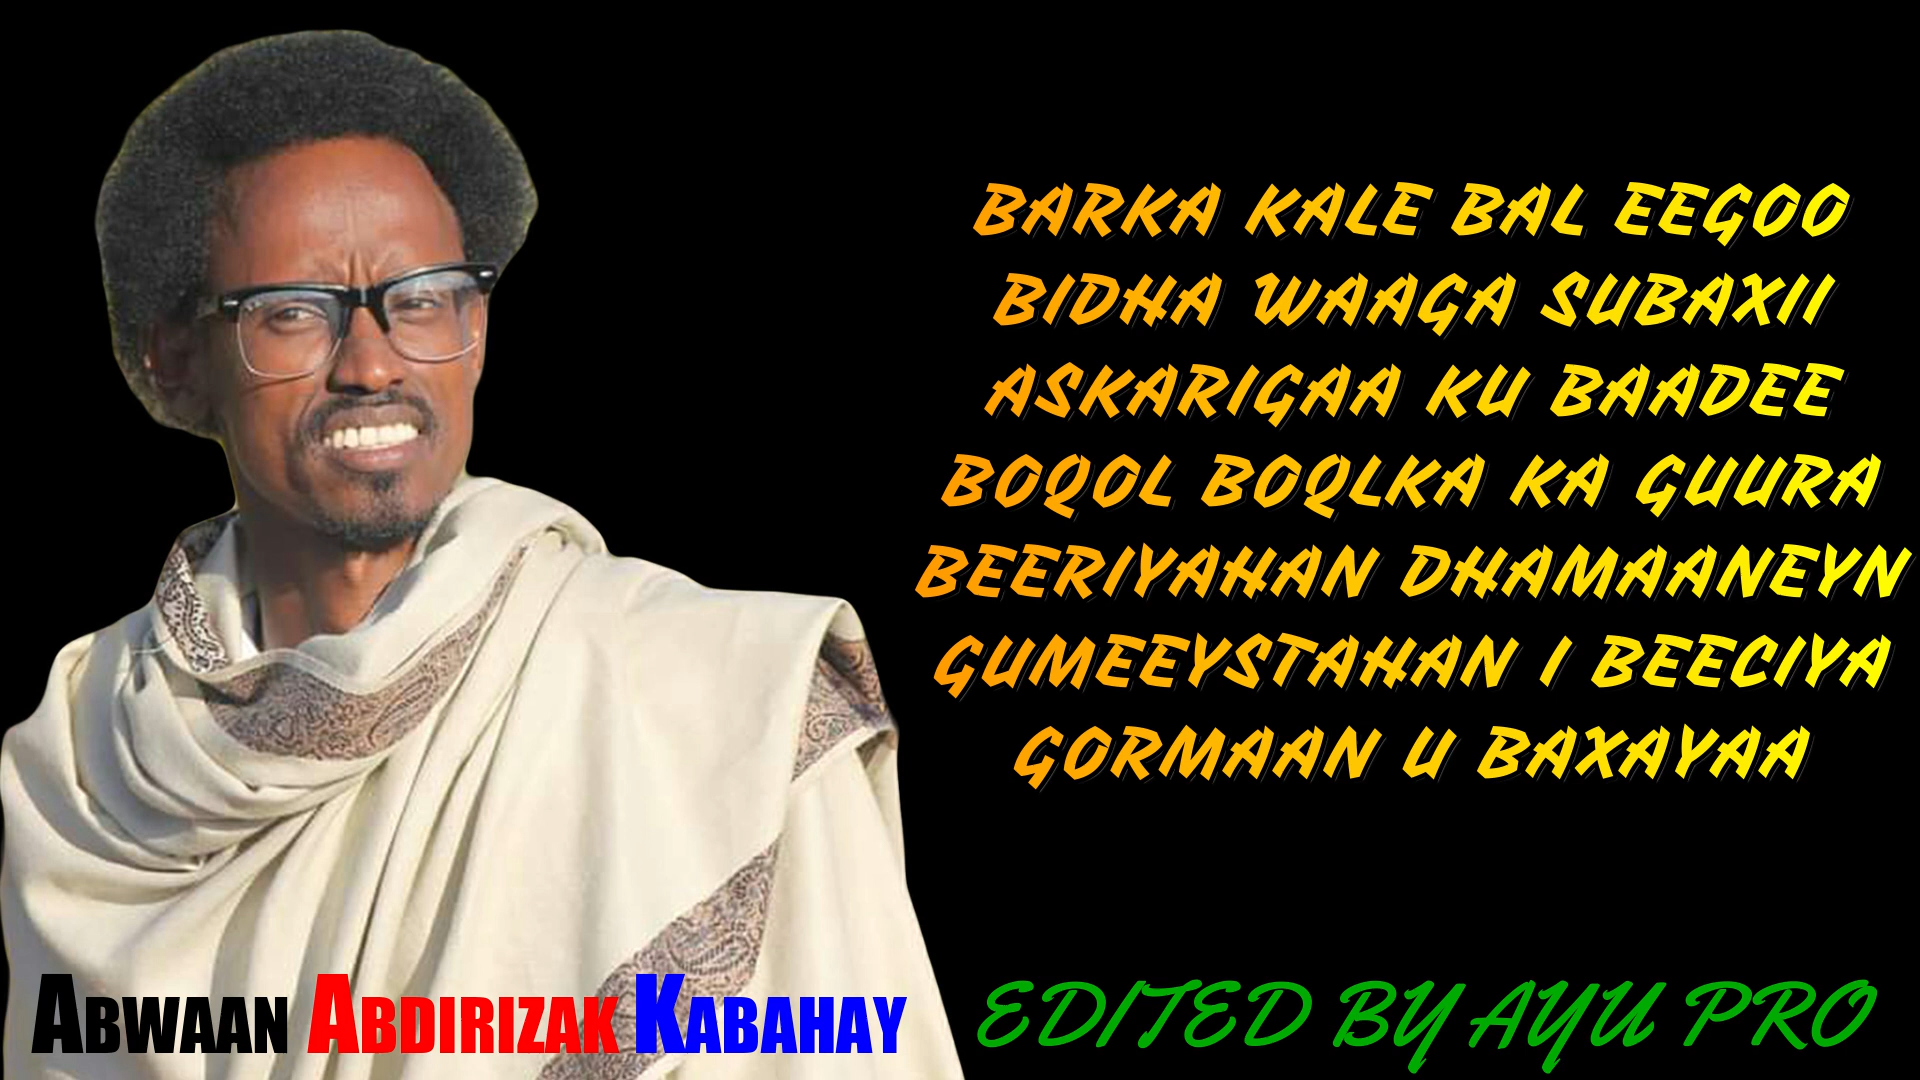 BARKA KALE BAL EEGOO
BIDHA WAAGA SUBAXII
ASKARIGAA KU BAADEE
BOQOL BOQLKA KA GUURA
BEERIYAHAN DHAMAANEYN
GUMEEYSTAHAN I BEECIYA
GORMAAN U BAXAYAA
ABWAAN ABDIRIZAK KABAHAY
EDITED BY AYU PRO